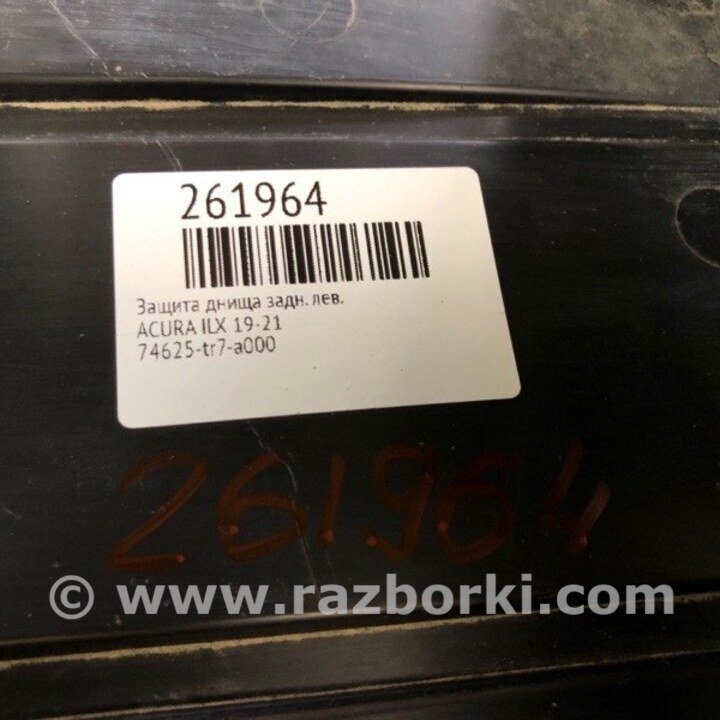 261964
Защита днища задн. лев.
ACURA ILX 19-21
74625-tr7-a000
261964
© www.razborki.com